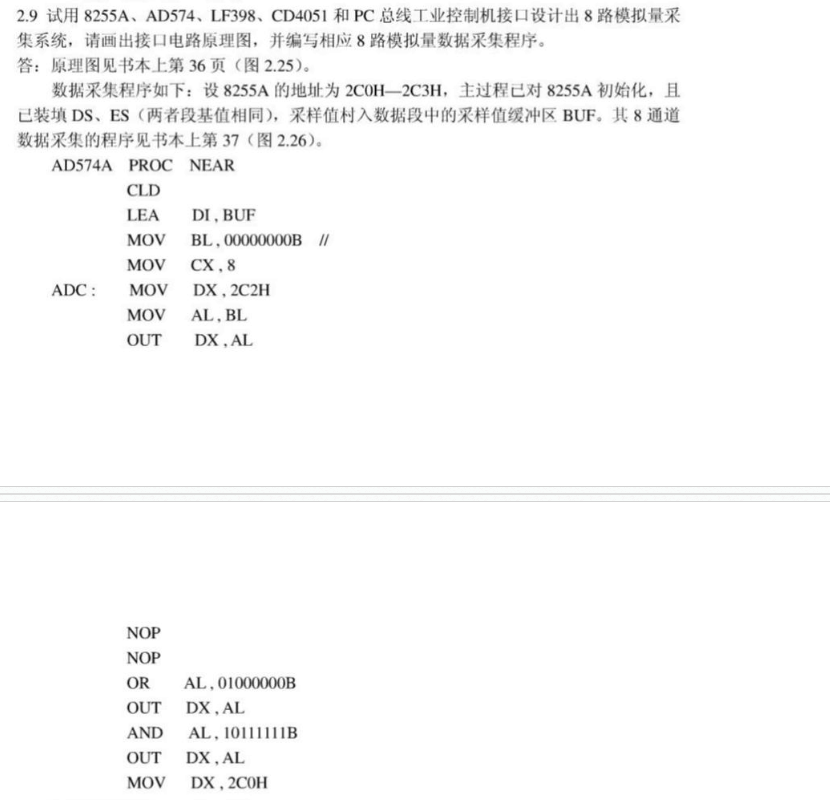 2.9 试用 8255A、AD574、LF398、CD4051 和 PC 总线工业控制机接口设计出 8 路模拟量采
集系统，请画出接口电路原理图，并编写相应 8 路模拟量数据采集程序。
答：原理图见书本上第 36 页（图 2.25）。
数据采集程序如下：设 8255A 的地址为 2C0H—2C3H，主过程已对 8255A 初始化，且
已装填 DS、ES（两者段基值相同），采样值村入数据段中的采样值缓冲区 BUF。其 8 通道
数据采集的程序见书本上第 37（图 2.26）。
AD574A PROC NEAR
CLD
LEA DI , BUF
MOV BL , 00000000B //
MOV CX , 8
ADC : MOV DX , 2C2H
MOV AL , BL
OUT DX , AL
NOP
NOP
OR AL , 01000000B
OUT DX , AL
AND AL , 10111111B
OUT DX , AL
MOV DX , 2C0H